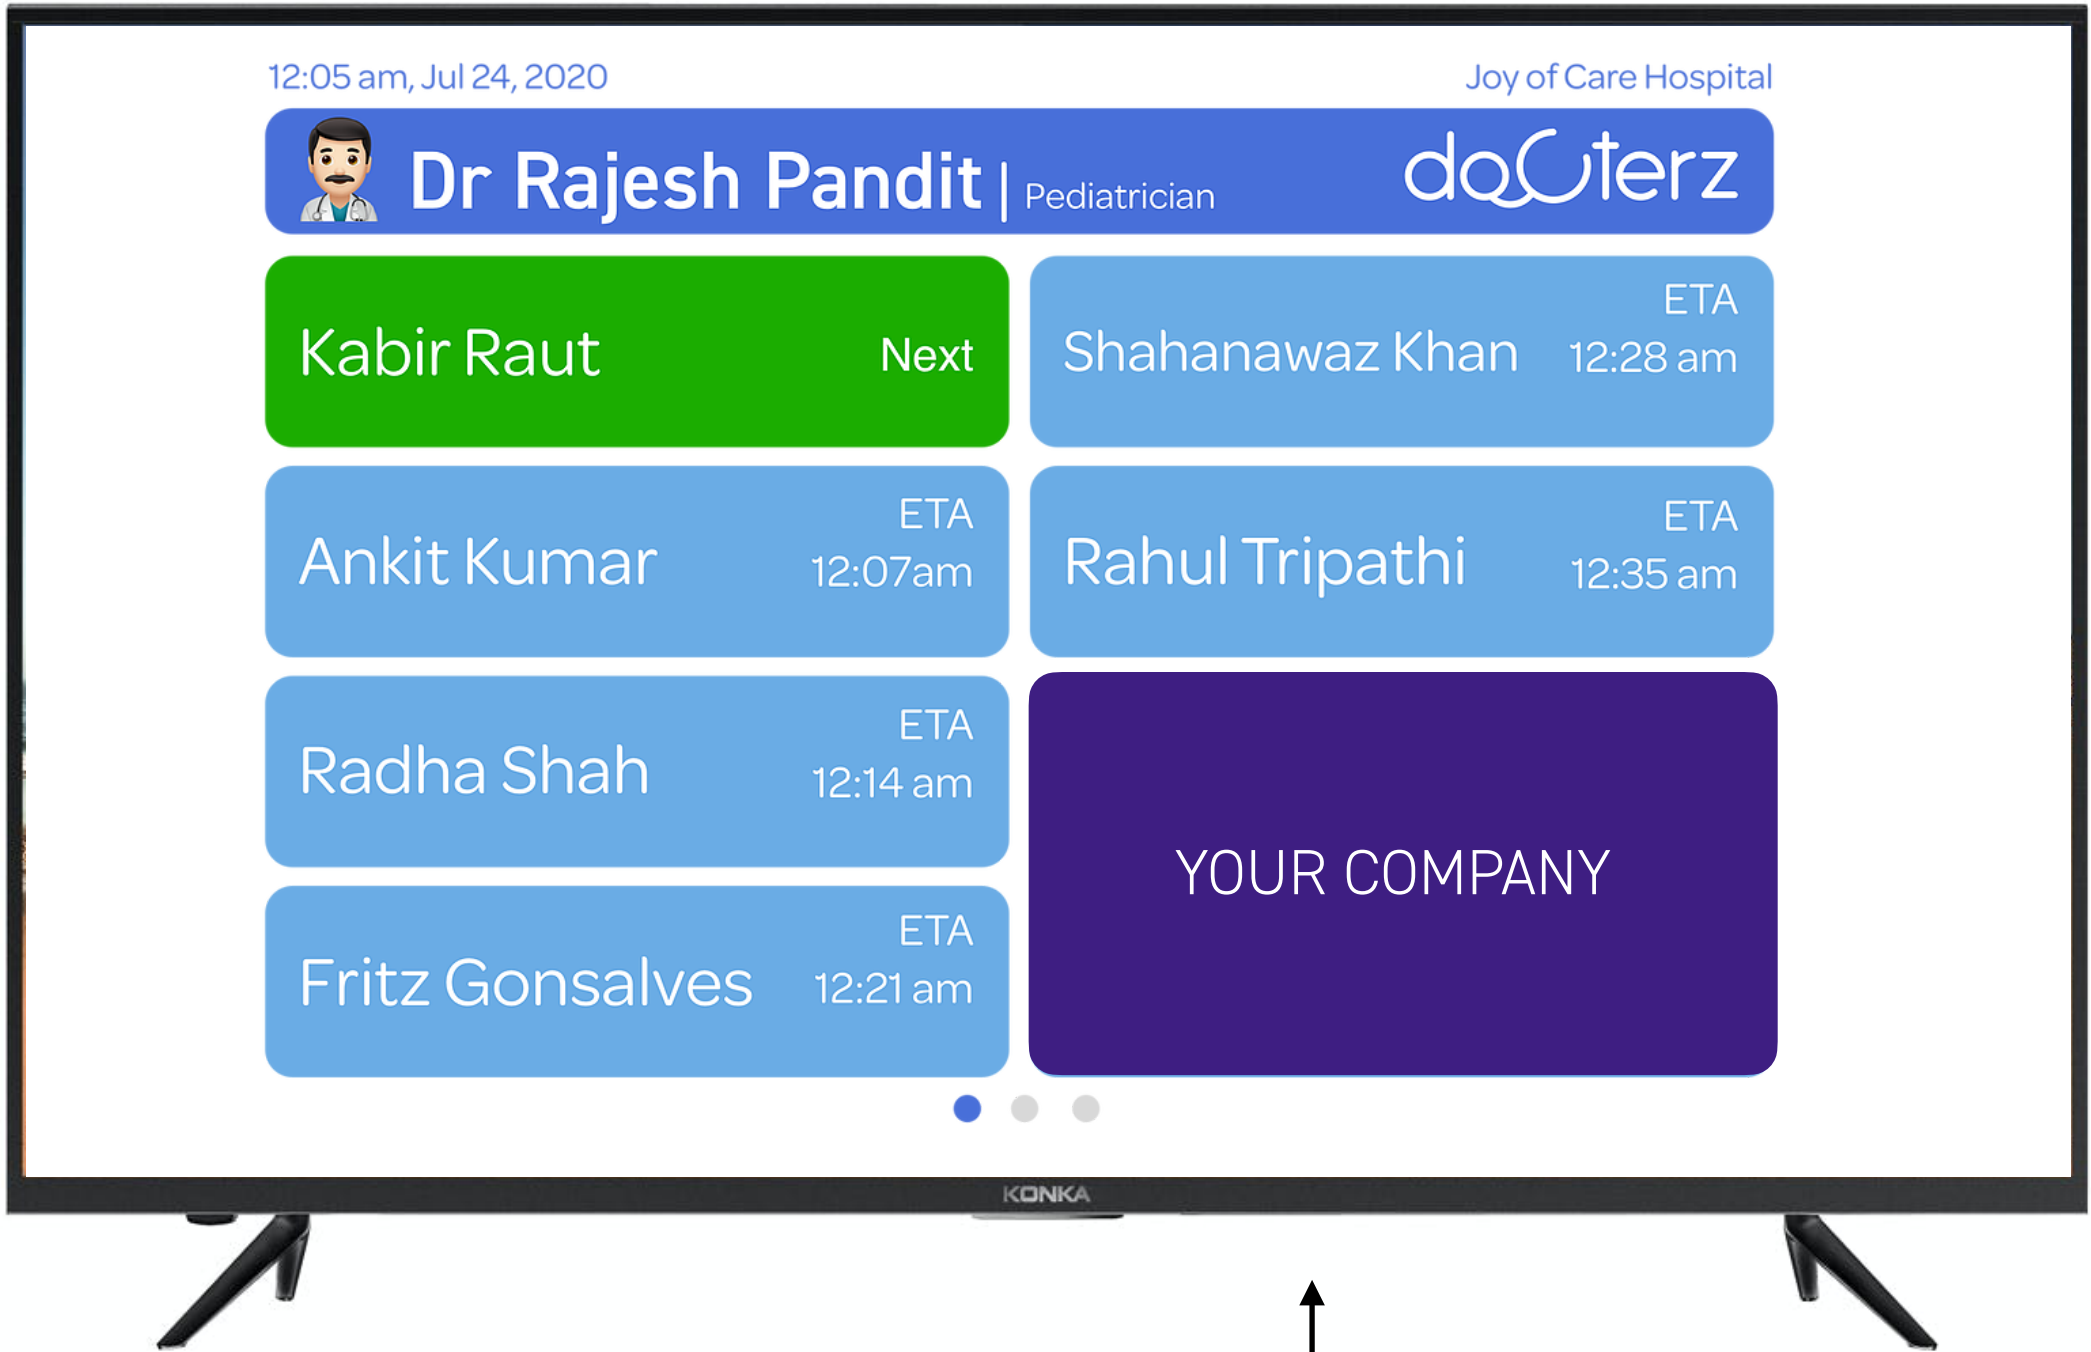 12:05 am, Jul 24, 2020
Joy of Care Hospital
Dr Rajesh Pandit | Pediatrician
docterz
Kabir Raut
Next
Ankit Kumar
ETA
12:07am
Radha Shah
ETA
12:14 am
Fritz Gonsalves
ETA
12:21 am
Shahanawaz Khan
ETA
12:28 am
Rahul Tripathi
ETA
12:35 am
YOUR COMPANY
KONKA